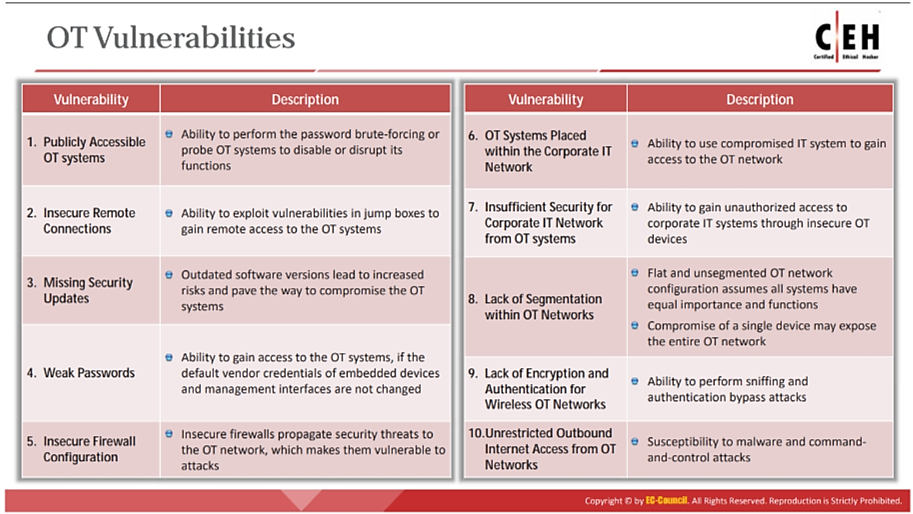 OT Vulnerabilities
C|EH
Certified Ethical Hacker
Vulnerability
Description
1. Publicly Accessible
OT systems
Ability to perform the password brute-forcing or
probe OT systems to disable or disrupt its
functions
2. Insecure Remote
Connections
Ability to exploit vulnerabilities in jump boxes to
gain remote access to the OT systems
3. Missing Security
Updates
Outdated software versions lead to increased
risks and pave the way to compromise the OT
systems
4. Weak Passwords
Ability to gain access to the OT systems, if the
default vendor credentials of embedded devices
and management interfaces are not changed
5. Insecure Firewall
Configuration
Insecure firewalls propagate security threats to
the OT network, which makes them vulnerable to
attacks
Vulnerability
Description
6. OT Systems Placed
within the Corporate IT
Network
Ability to use compromised IT system to gain
access to the OT network
7. Insufficient Security for
Corporate IT Network
from OT systems
Ability to gain unauthorized access to
corporate IT systems through insecure OT
devices
8. Lack of Segmentation
within OT Networks
Flat and unsegmented OT network
configuration assumes all systems have
equal importance and functions
Compromise of a single device may expose
the entire OT network
9. Lack of Encryption and
Authentication for
Wireless OT Networks
Ability to perform sniffing and
authentication bypass attacks
10.Unrestricted Outbound
Internet Access from OT
Networks
Susceptibility to malware and command-
and-control attacks
Copyright © by EC-Council. All Rights Reserved. Reproduction is Strictly Prohibited.